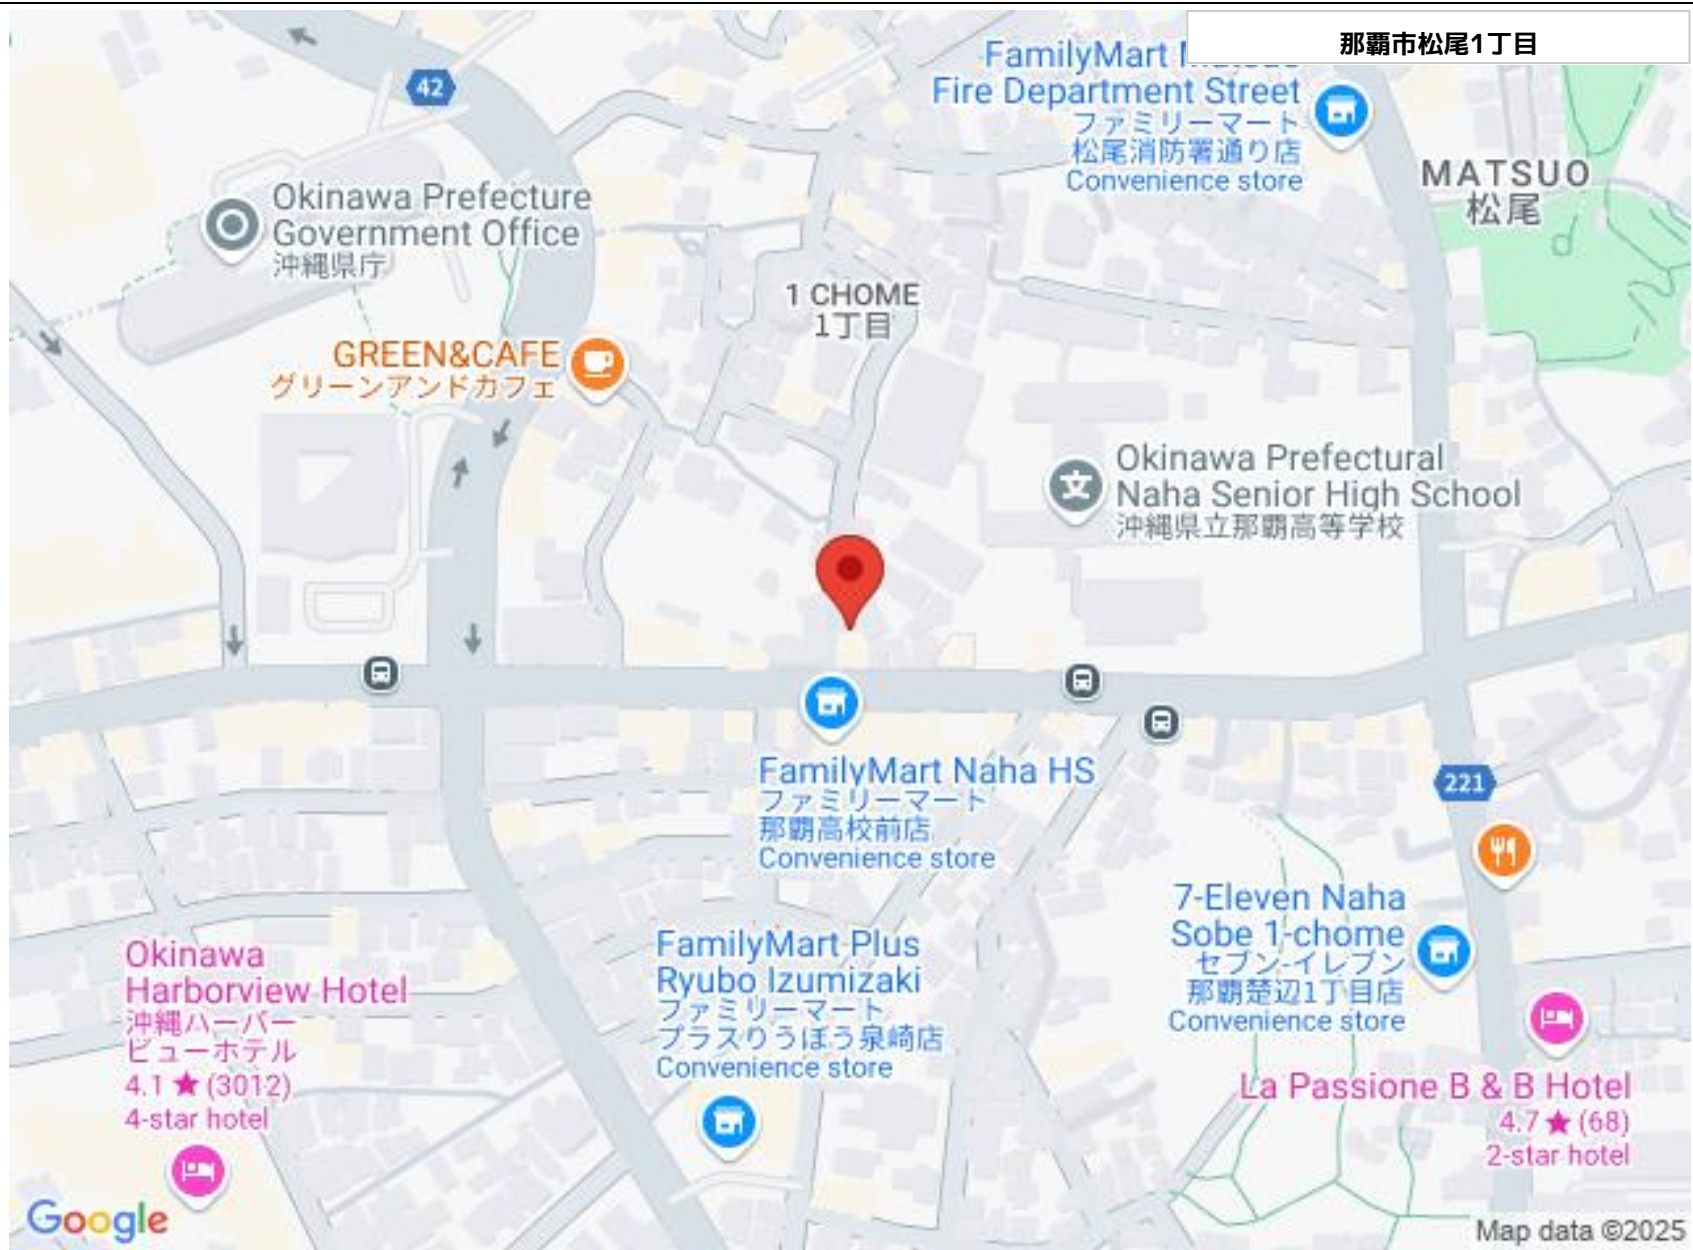 那覇市松尾1丁目
42
FamilyMart
Fire Department Street
ファミリーマート
松尾消防署通り店
Convenience store
MATSUO
松尾
Okinawa Prefecture
Government Office
沖縄県庁
1 CHOME
1丁目
GREEN&CAFE
グリーンアンドカフェ
Okinawa Prefectural
Naha Senior High School
沖縄県立那覇高等学校
文
FamilyMart Naha HS
ファミリーマート
那覇高校前店
Convenience store
221
7-Eleven Naha
Sobe 1-chome
セブン-イレブン
那覇楚辺1丁目店
Convenience store
FamilyMart Plus
Ryubo Izumizaki
ファミリーマート
プラスりうぼう泉崎店
Convenience store
Okinawa
Harborview Hotel
沖縄ハーバー
ビューホテル
4.1 ★ (3012)
4-star hotel
La Passione B & B Hotel
4.7 ★ (68)
2-star hotel
Google
Map data ©2025